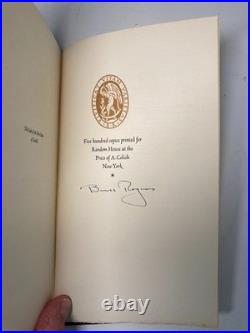 Five hundred copies printed for
Random House at the
Press of A. Colish
New York
*
Bruce Rogers